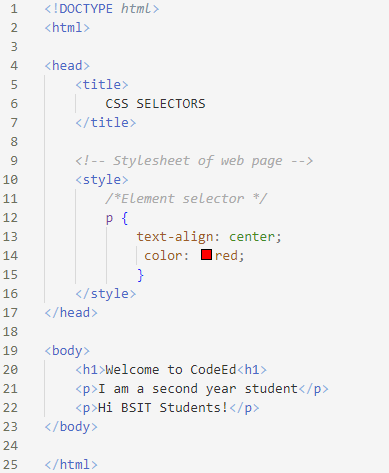 1 <!DOCTYPE html>
2 <html>
3
4 <head>
5     <title>
6         CSS SELECTORS
7     </title>
8
9     <!-- Stylesheet of web page -->
10     <style>
11         /*Element selector */
12         p {
13             text-align: center;
14              color: red;
15             }
16     </style>
17 </head>
18
19 <body>
20     <h1>Welcome to CodeEd<h1>
21     <p>I am a second year student</p>
22     <p>Hi BSIT Students!</p>
23 </body>
24
25 </html>